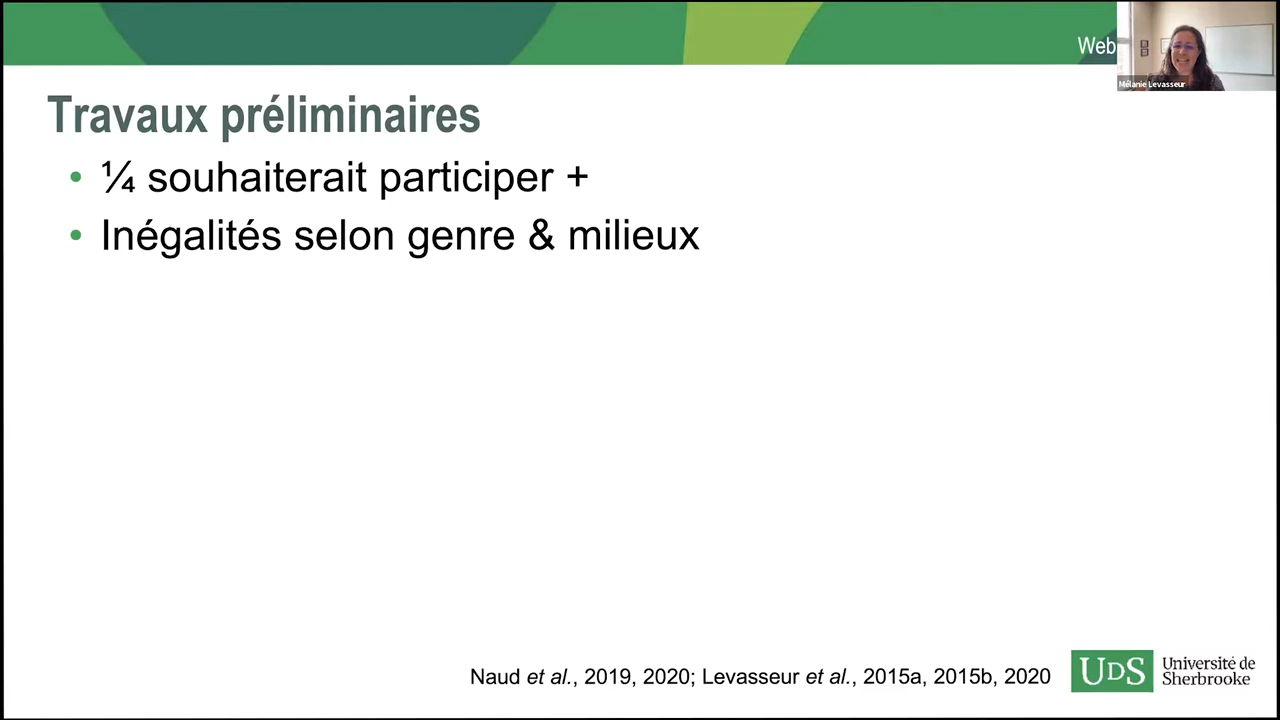 Web
Mélanie Levasseur
Travaux préliminaires
• ¼ souhaiterait participer +
• Inégalités selon genre & milieux
Naud et al., 2019, 2020; Levasseur et al., 2015a, 2015b, 2020
UDS
Université de
Sherbrooke